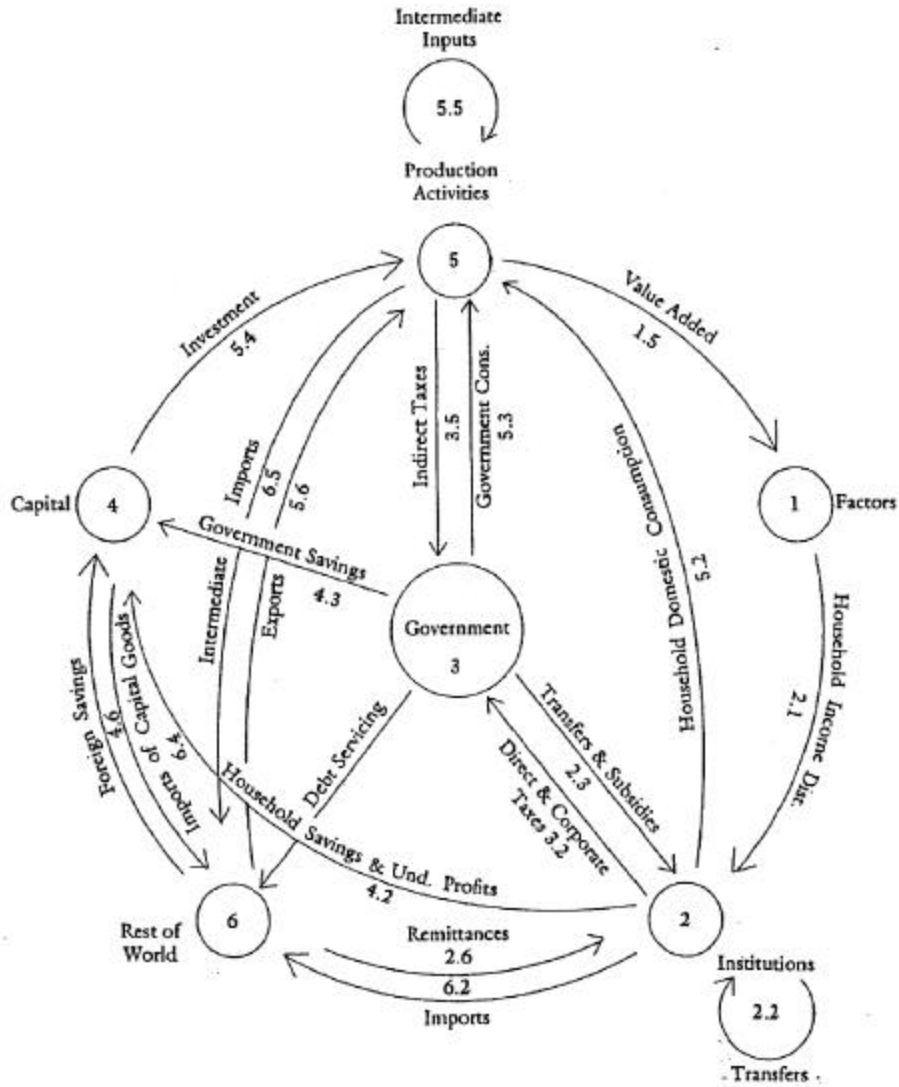 Intermediate
Inputs
5.5
Production
Activities
5
Investment
5.4
Value Added
1.5
Imports
6.5
Intermediate
5.6
Exports
Indirect Taxes
3.5
Government Cons.
5.3
Household Domestic Consumption
5.2
Capital
4
1
Factors
Government Savings
4.3
Government
3
Household Income Dist.
2.1
Foreign Savings
4.6
Imports of Capital Goods
6.4
Debt Servicing
Transfers & Subsidies
2.3
Direct & Corporate
Taxes 3.2
Household Savings & Und. Profits
4.2
6
Rest of
World
2
Remittances
2.6
6.2
Imports
Institutions
2.2
Transfers